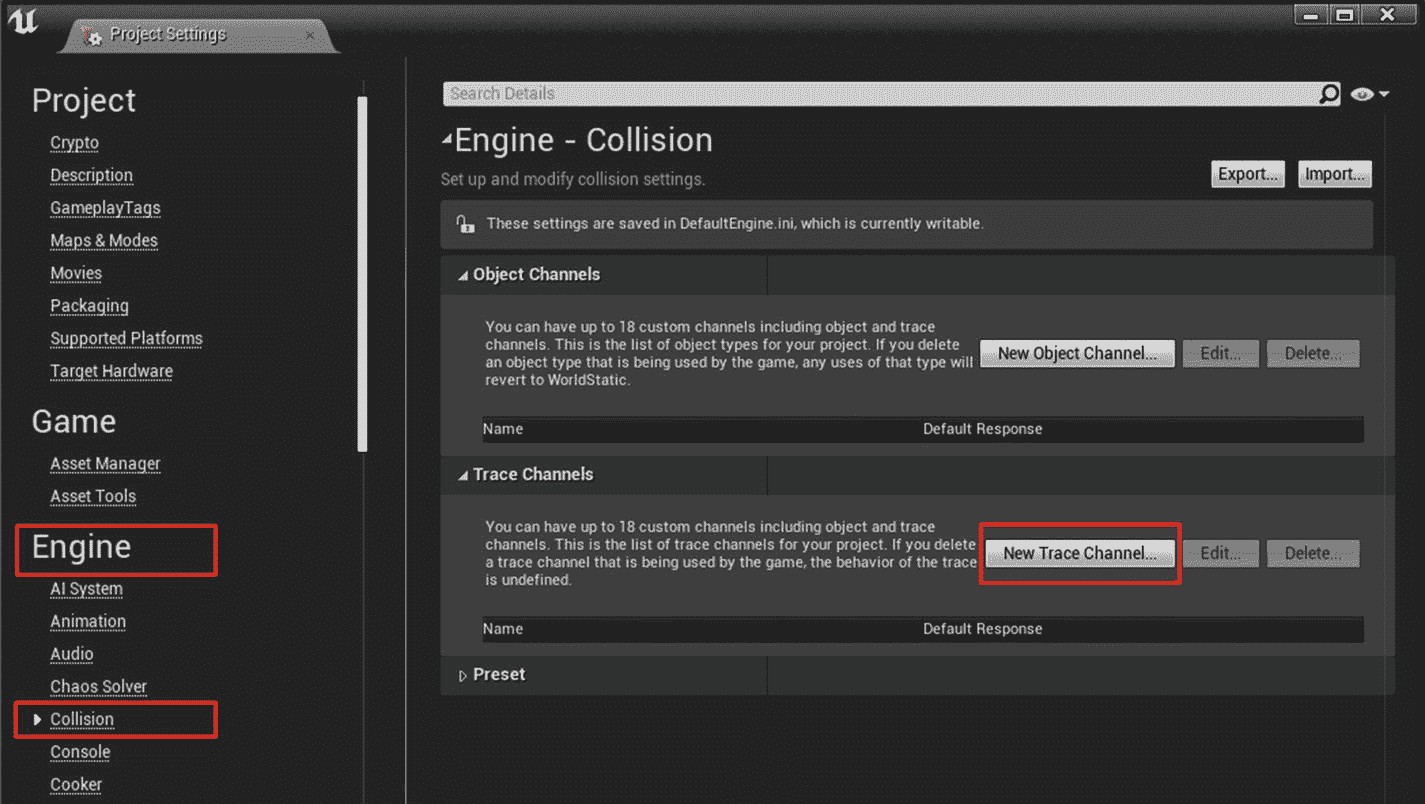 Project Settings
Project
Crypto
Description
GameplayTags
Maps & Modes
Movies
Packaging
Supported Platforms
Target Hardware
Game
Asset Manager
Asset Tools
Engine
AI System
Animation
Audio
Chaos Solver
Collision
Console
Cooker
Search Details
Engine - Collision
Set up and modify collision settings.
Export...
Import...
These settings are saved in DefaultEngine.ini, which is currently writable.
Object Channels
You can have up to 18 custom channels including object and trace
channels. This is the list of object types for your project. If you delete
an object type that is being used by the game, any uses of that type will
revert to WorldStatic.
New Object Channel...
Edit...
Delete...
Name
Default Response
Trace Channels
You can have up to 18 custom channels including object and trace
channels. This is the list of trace channels for your project. If you delete
a trace channel that is being used by the game, the behavior of the trace
is undefined.
New Trace Channel...
Edit...
Delete...
Name
Default Response
Preset